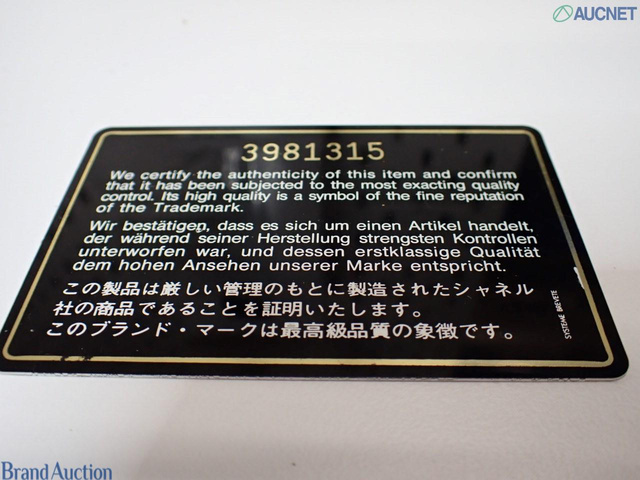 AUCNET
3981315
We certify the authenticity of this item and confirm
that it has been subjected to the most exacting quality
control. Its high quality is a symbol of the fine reputation
of the Trademark.
Wir bestätigen, dass es sich um einen Artikel handelt,
der während seiner Herstellung strengsten Kontrollen
unterworfen war, und dessen erstklassige Qualität
dem hohen Ansehen unserer Marke entspricht.
この製品は厳しい管理のもとに製造されたシャネル
社の商品であることを証明いたします。
このブランド・マークは最高級品質の象徴です。
SYSTEME BREVETE
Brand Auction